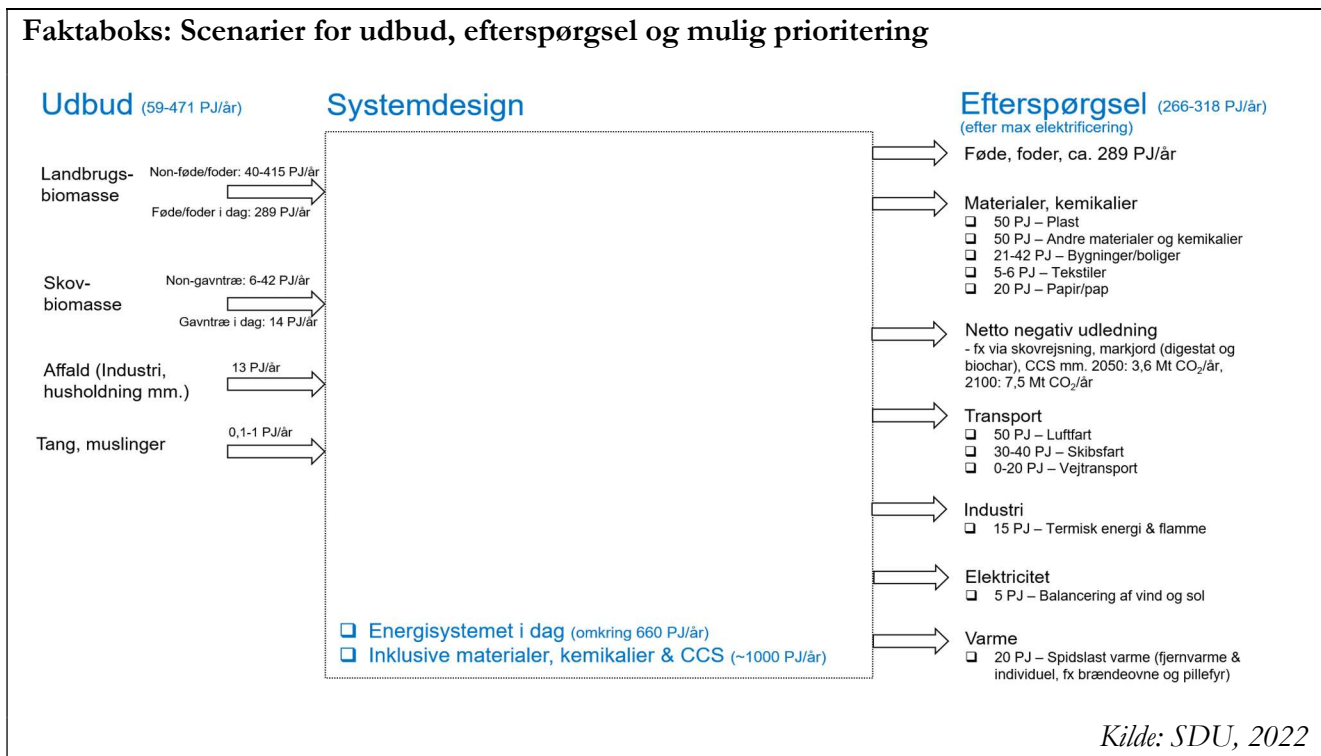 Faktaboks: Scenarier for udbud, efterspørgsel og mulig prioritering
Udbud (59-471 PJ/år)
Landbrugs-
biomasse
Non-føde/foder: 40-415 PJ/år
Føde/foder i dag: 289 PJ/år
Skov-
biomasse
Non-gavntræ: 6-42 PJ/år
Gavntræ i dag: 14 PJ/år
Affald (Industri,
husholdning mm.)
13 PJ/år
Tang, muslinger
0,1-1 PJ/år
Systemdesign
❑ Energisystemet i dag (omkring 660 PJ/år)
❑ Inklusive materialer, kemikalier & CCS (~1000 PJ/år)
Efterspørgsel (266-318 PJ/år)
(efter max elektrificering)
Føde, foder, ca. 289 PJ/år
Materialer, kemikalier
❑ 50 PJ – Plast
❑ 50 PJ – Andre materialer og kemikalier
❑ 21-42 PJ – Bygninger/boliger
❑ 5-6 PJ – Tekstiler
❑ 20 PJ – Papir/pap
Netto negativ udledning
- fx via skovrejsning, markjord (digestat og
biochar), CCS mm. 2050: 3,6 Mt CO₂/år,
2100: 7,5 Mt CO₂/år
Transport
❑ 50 PJ – Luftfart
❑ 30-40 PJ – Skibsfart
❑ 0-20 PJ – Vejtransport
Industri
❑ 15 PJ – Termisk energi & flamme
Elektricitet
❑ 5 PJ – Balancering af vind og sol
Varme
❑ 20 PJ – Spidslast varme (fjernvarme &
individuel, fx brændeovne og pillefyr)
Kilde: SDU, 2022